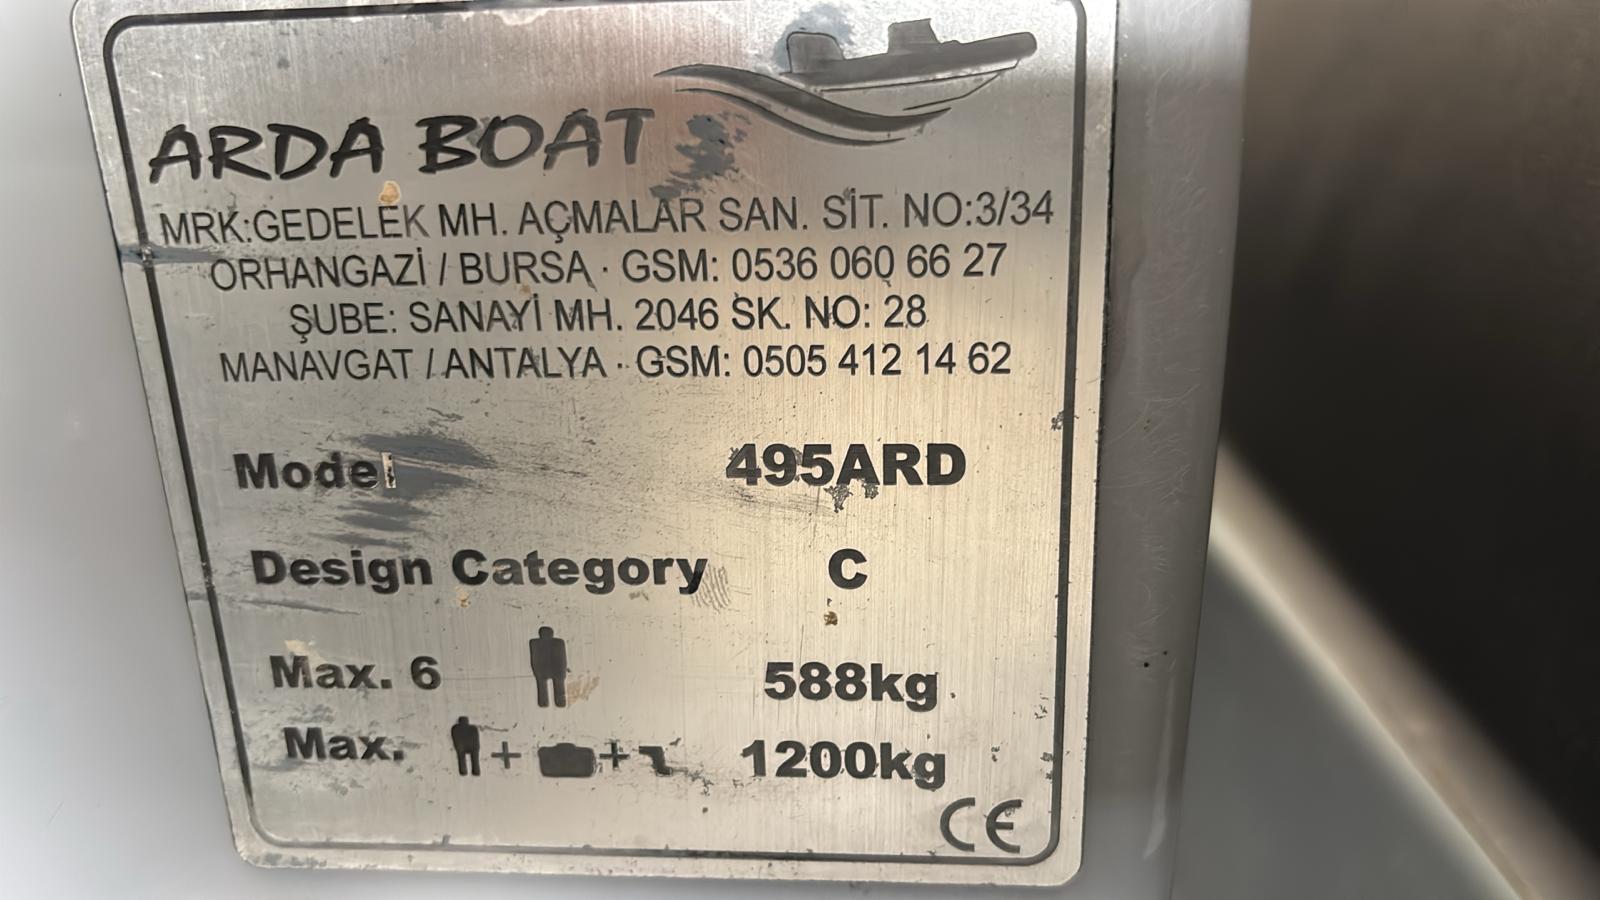 ARDA BOAT
MRK:GEDELEK MH. AÇMALAR SAN. SİT. NO:3/34
ORHANGAZİ / BURSA · GSM: 0536 060 66 27
ŞUBE: SANAYİ MH. 2046 SK. NO: 28
MANAVGAT / ANTALYA · GSM: 0505 412 14 62
Model 495ARD
Design Category C
Max. 6 588kg
Max. + + 1200kg
CE